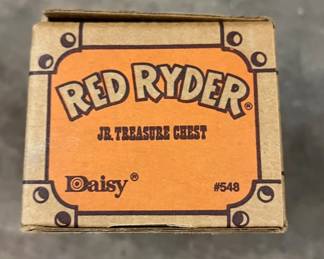 RED RYDER®
JR. TREASURE CHEST
Daisy® #548